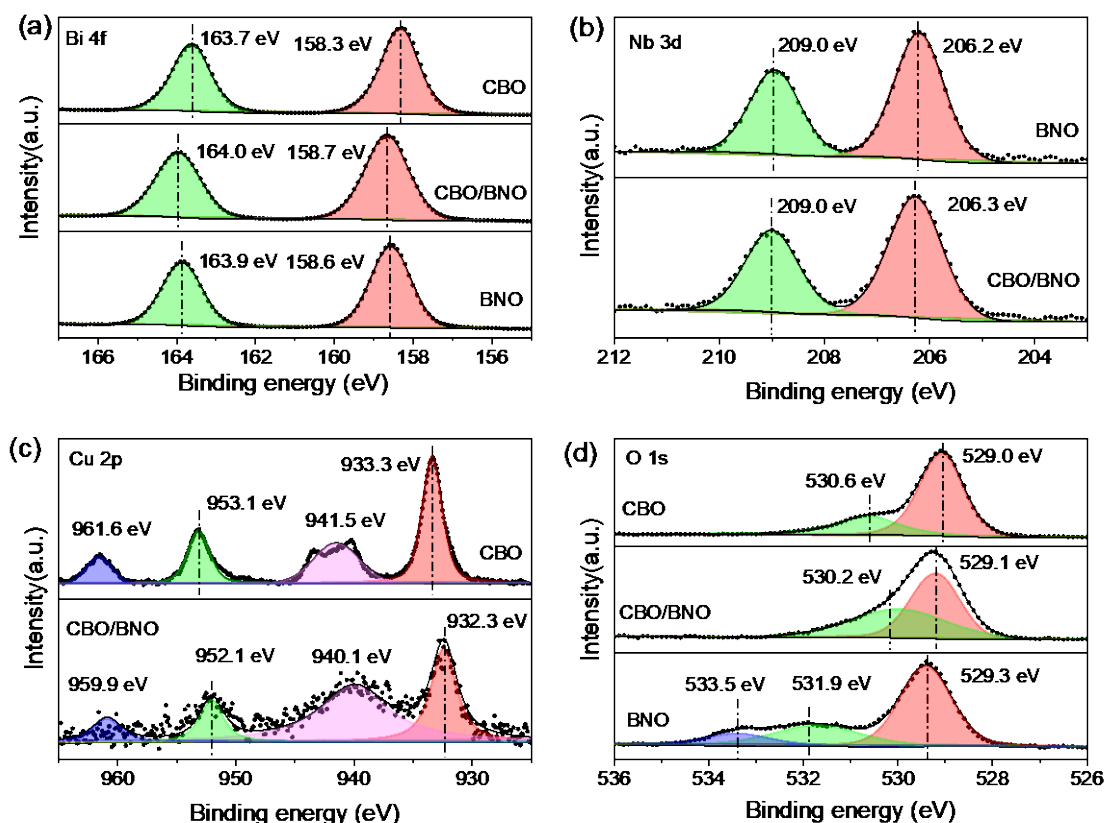 (a)
Bi 4f
163.7 eV
158.3 eV
CBO
164.0 eV
158.7 eV
CBO/BNO
163.9 eV
158.6 eV
BNO
Intensity(a.u.)
166 164 162 160 158 156
Binding energy (eV)
(b)
Nb 3d
209.0 eV
206.2 eV
BNO
209.0 eV
206.3 eV
CBO/BNO
Intensity(a.u.)
212 210 208 206 204
Binding energy (eV)
(c)
Cu 2p
933.3 eV
953.1 eV
961.6 eV
941.5 eV
CBO
CBO/BNO
932.3 eV
952.1 eV
940.1 eV
959.9 eV
Intensity(a.u.)
960 950 940 930
Binding energy (eV)
(d)
O 1s
529.0 eV
530.6 eV
CBO
529.1 eV
530.2 eV
CBO/BNO
529.3 eV
533.5 eV
531.9 eV
BNO
Intensity(a.u.)
536 534 532 530 528 526
Binding energy (eV)